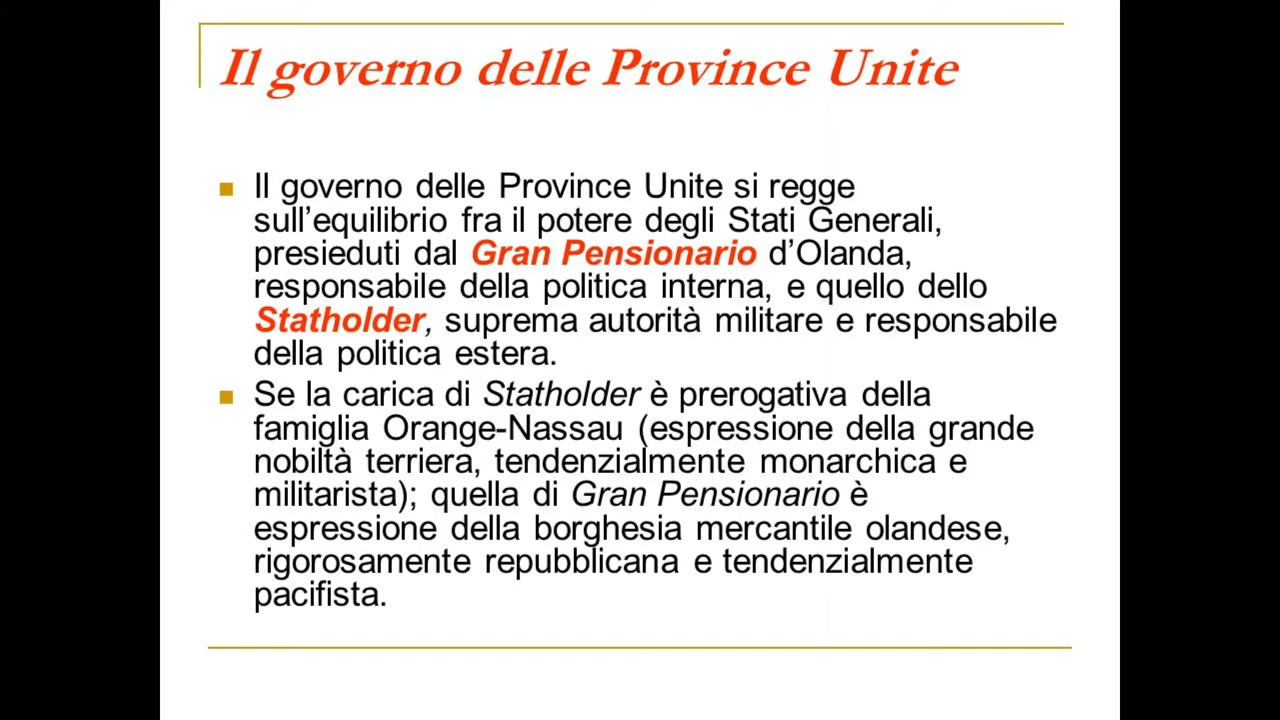 Il governo delle Province Unite
Il governo delle Province Unite si regge
sull’equilibrio fra il potere degli Stati Generali,
presieduti dal Gran Pensionario d’Olanda,
responsabile della politica interna, e quello dello
Statholder, suprema autorità militare e responsabile
della politica estera.
Se la carica di Statholder è prerogativa della
famiglia Orange-Nassau (espressione della grande
nobiltà terriera, tendenzialmente monarchica e
militarista); quella di Gran Pensionario è
espressione della borghesia mercantile olandese,
rigorosamente repubblicana e tendenzialmente
pacifista.